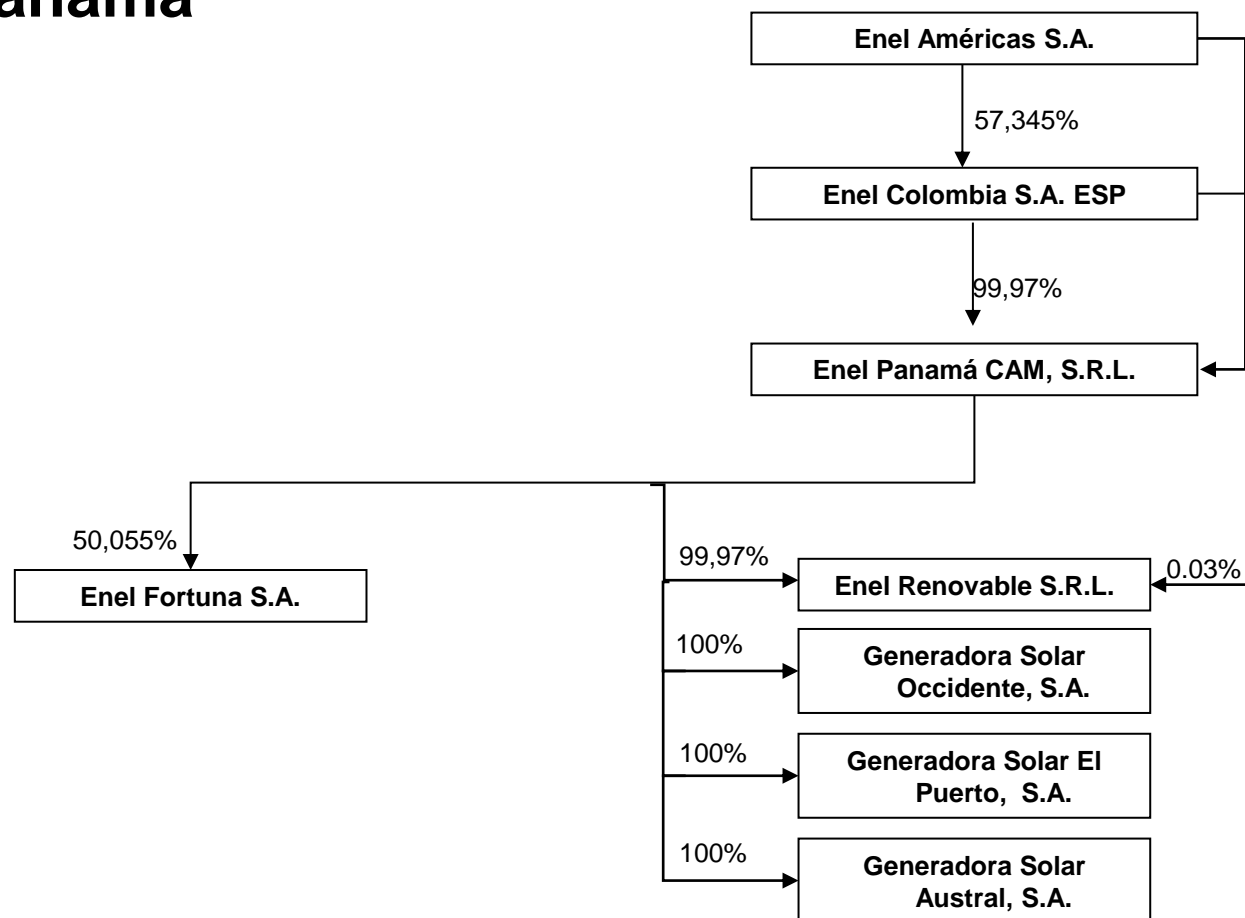 anamá
Enel Américas S.A.
57,345%
Enel Colombia S.A. ESP
99,97%
Enel Panamá CAM, S.R.L.
50,055%
Enel Fortuna S.A.
99,97%
Enel Renovable S.R.L.
0.03%
100%
Generadora Solar
Occidente, S.A.
100%
Generadora Solar El
Puerto, S.A.
100%
Generadora Solar
Austral, S.A.